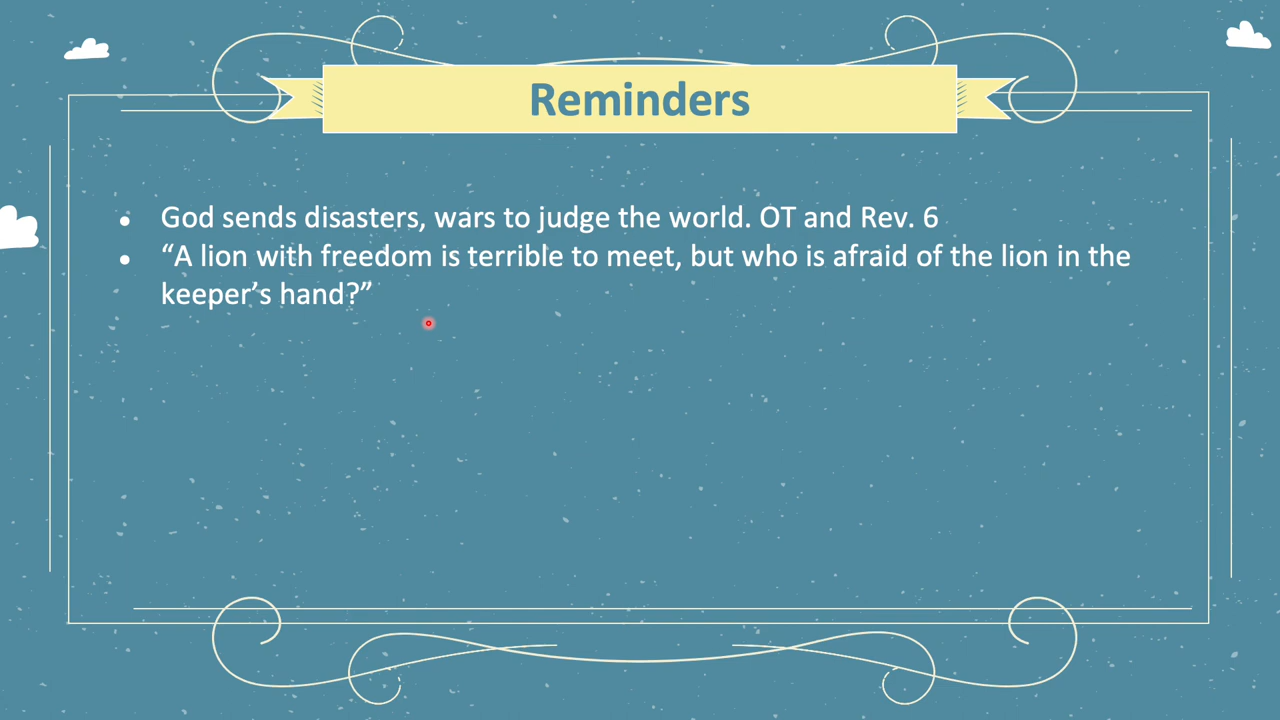 Reminders
• God sends disasters, wars to judge the world. OT and Rev. 6
• “A lion with freedom is terrible to meet, but who is afraid of the lion in the
keeper’s hand?”